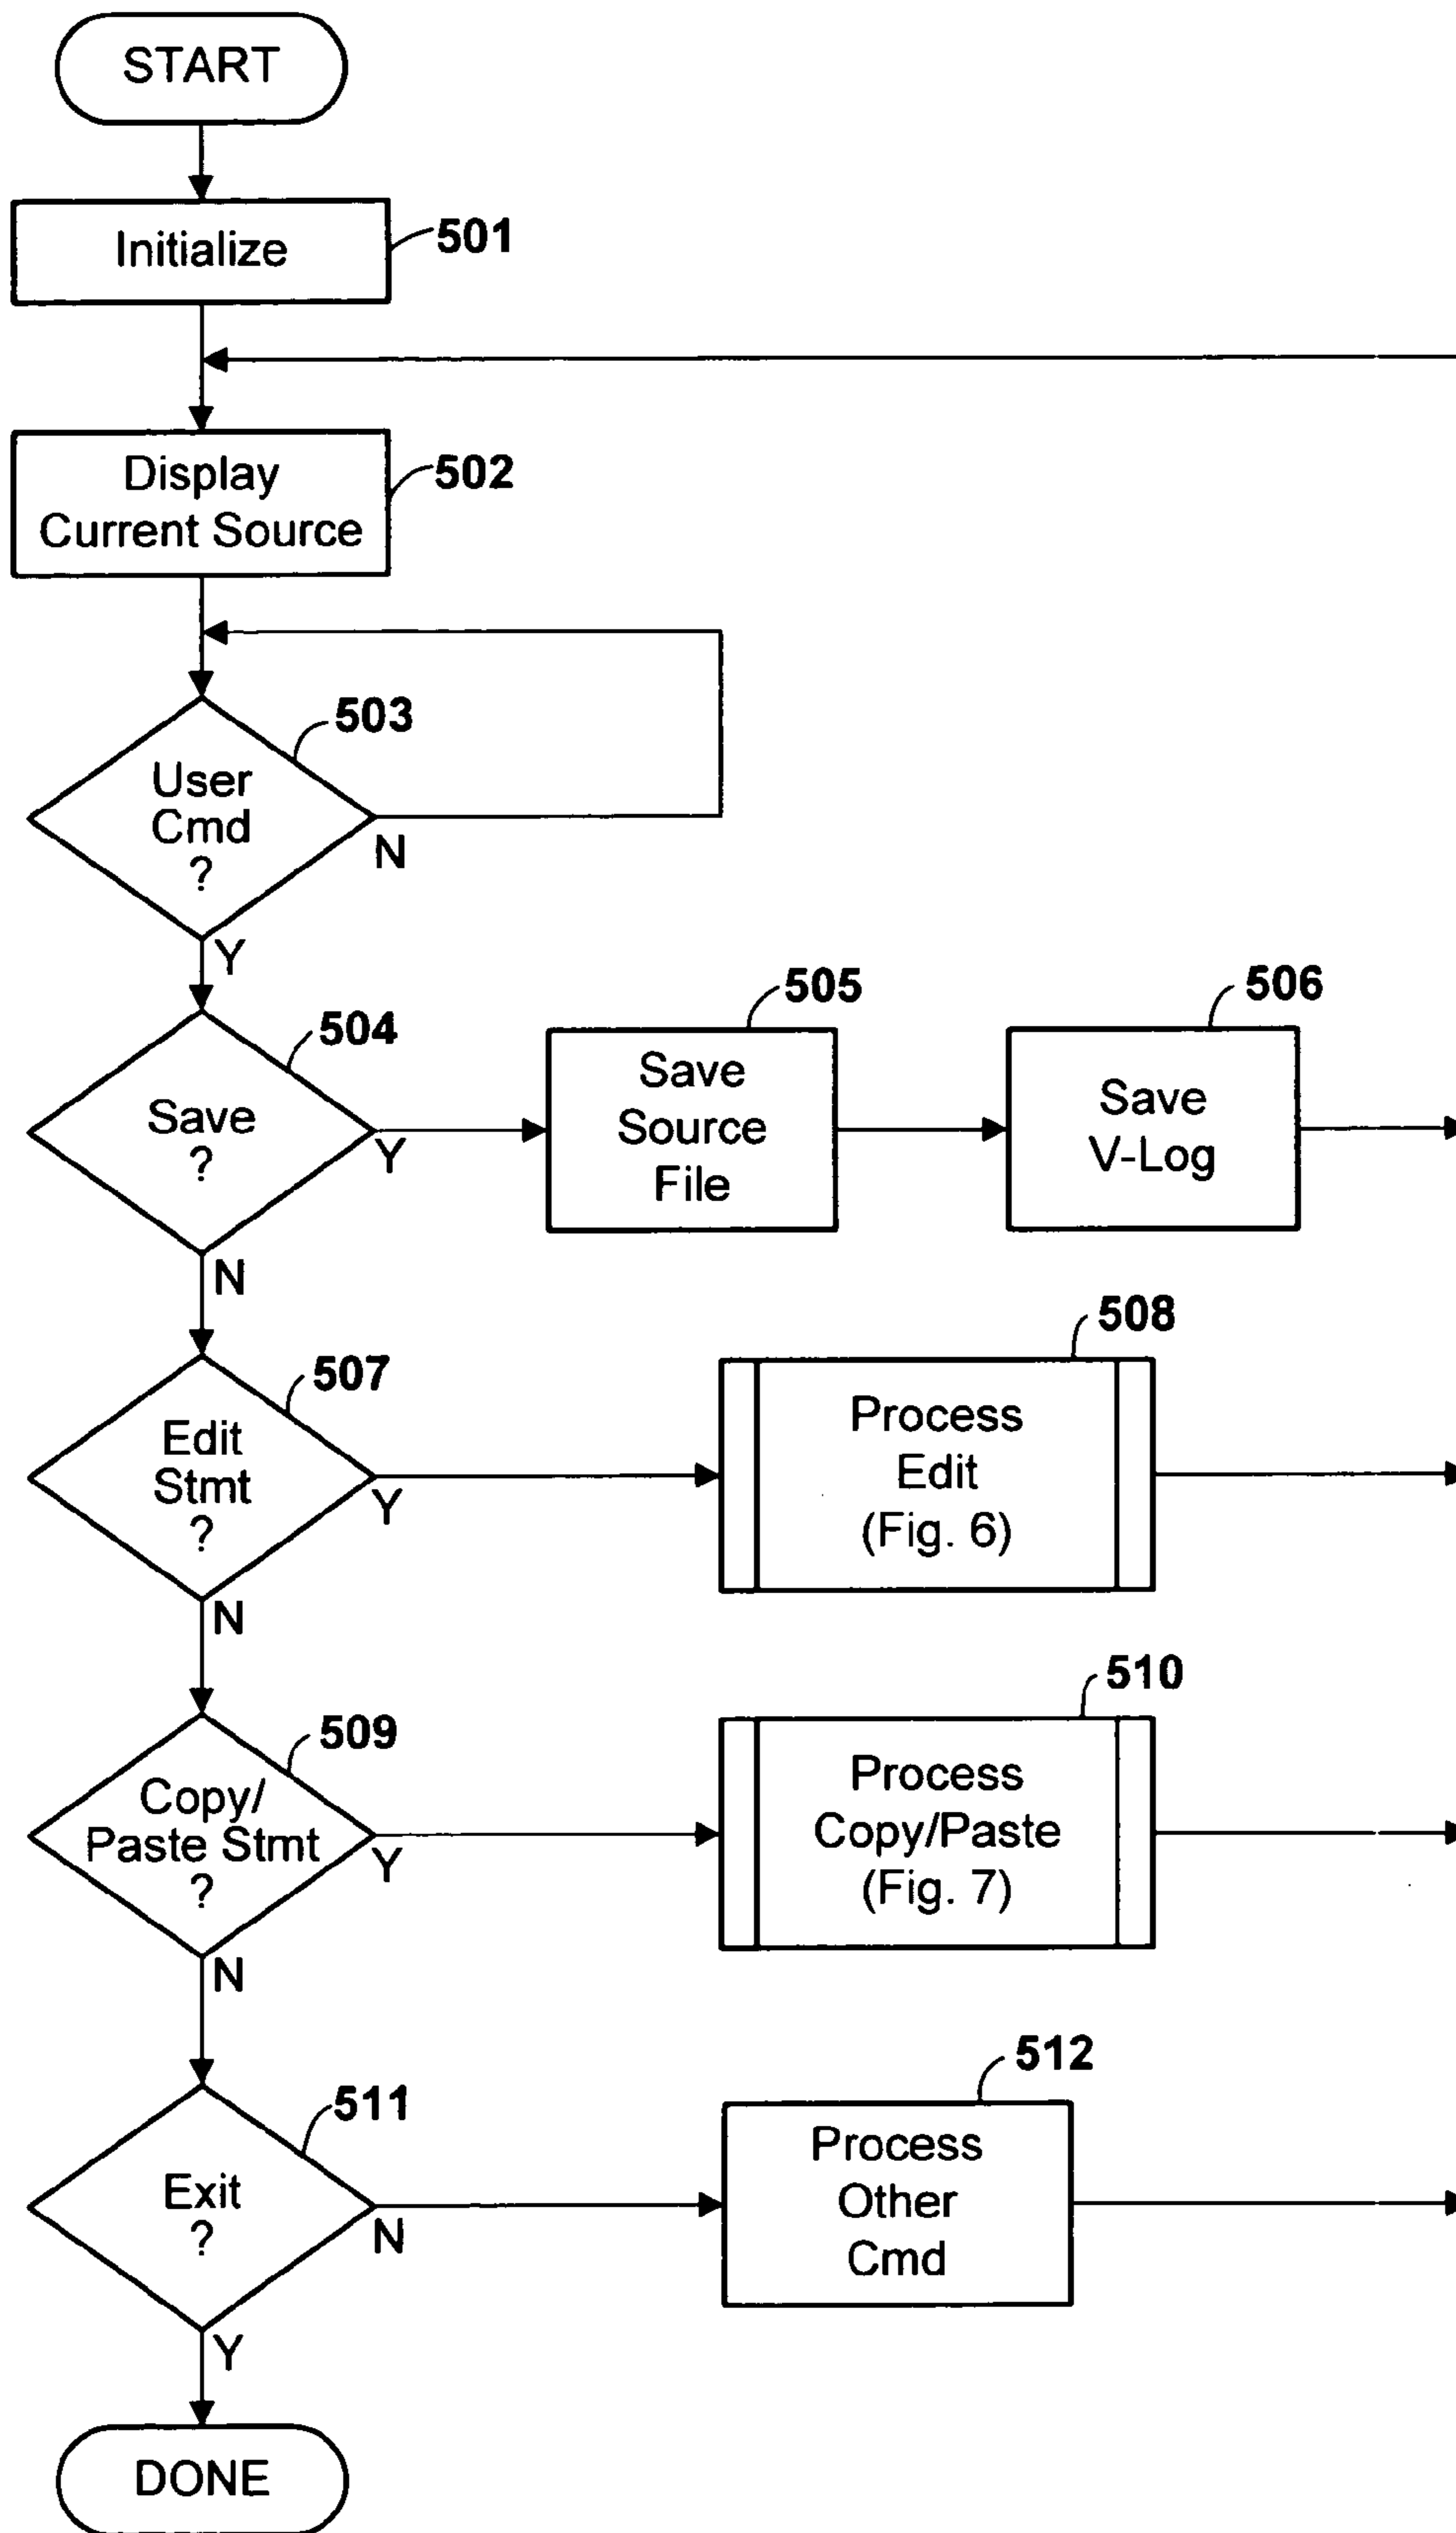 START
Initialize
501
Display
Current Source
502
503
User
Cmd
?
N
Y
504
Save
?
Y
505
Save
Source
File
506
Save
V-Log
N
507
Edit
Stmt
?
Y
508
Process
Edit
(Fig. 6)
N
509
Copy/
Paste Stmt
?
Y
510
Process
Copy/Paste
(Fig. 7)
N
511
Exit
?
N
512
Process
Other
Cmd
Y
DONE